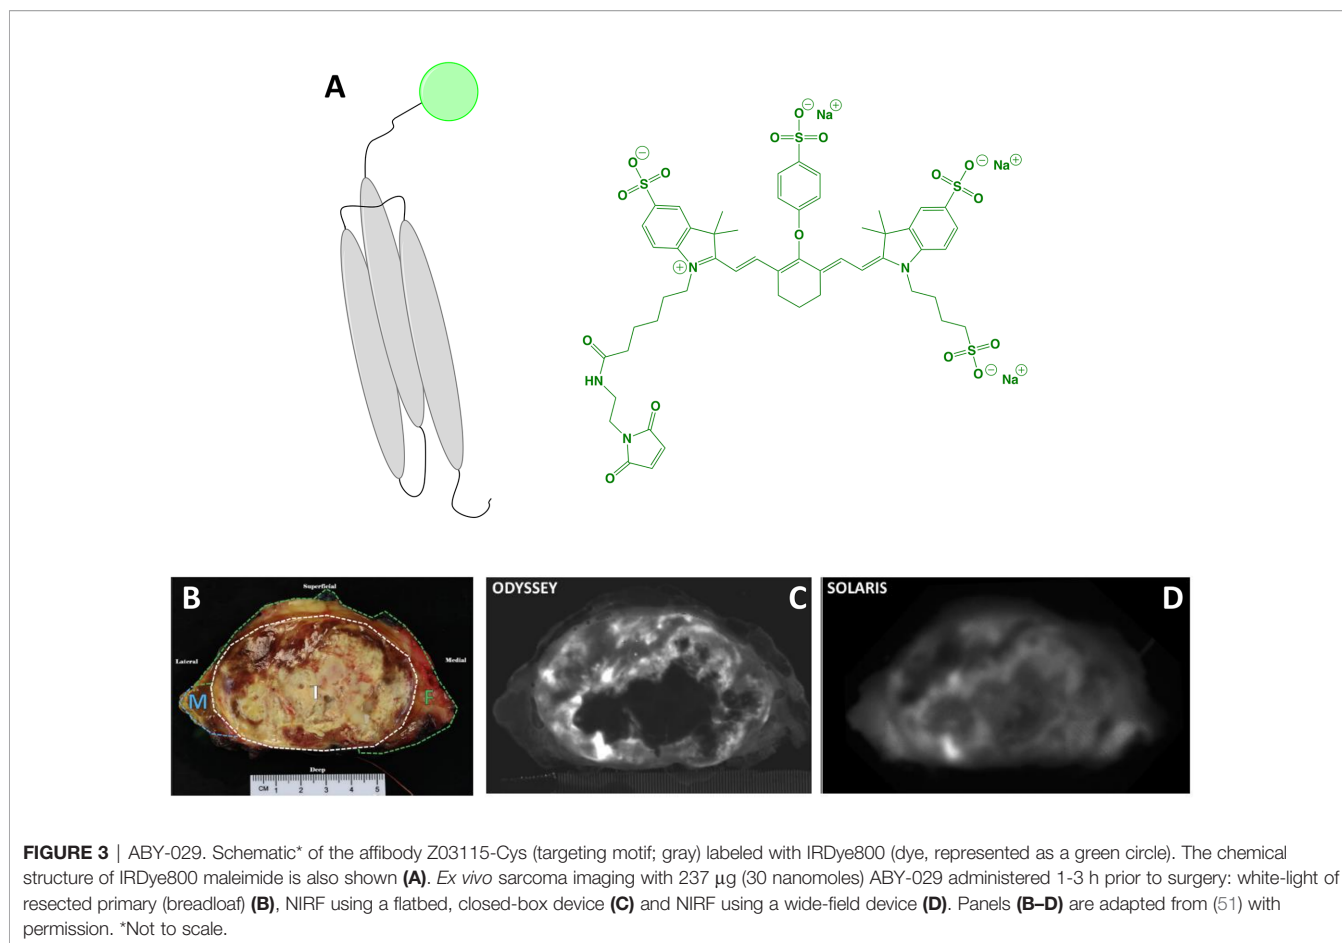 A
O⊖ Na⊕
O=S=O
O⊖
O
S
O
O⊖ Na⊕
O
S
O
O
⊕N
N
O
HN
O
N
O
O
S
O
O⊖ Na⊕
B
Superficial
Lateral
Medial
M
T
F
Deep
CM 1 2 3 4 5
ODYSSEY
C
SOLARIS
D
FIGURE 3 | ABY-029. Schematic* of the affibody Z03115-Cys (targeting motif; gray) labeled with IRDye800 (dye, represented as a green circle). The chemical
structure of IRDye800 maleimide is also shown (A). Ex vivo sarcoma imaging with 237 μg (30 nanomoles) ABY-029 administered 1-3 h prior to surgery: white-light of
resected primary (breadloaf) (B), NIRF using a flatbed, closed-box device (C) and NIRF using a wide-field device (D). Panels (B–D) are adapted from (51) with
permission. *Not to scale.